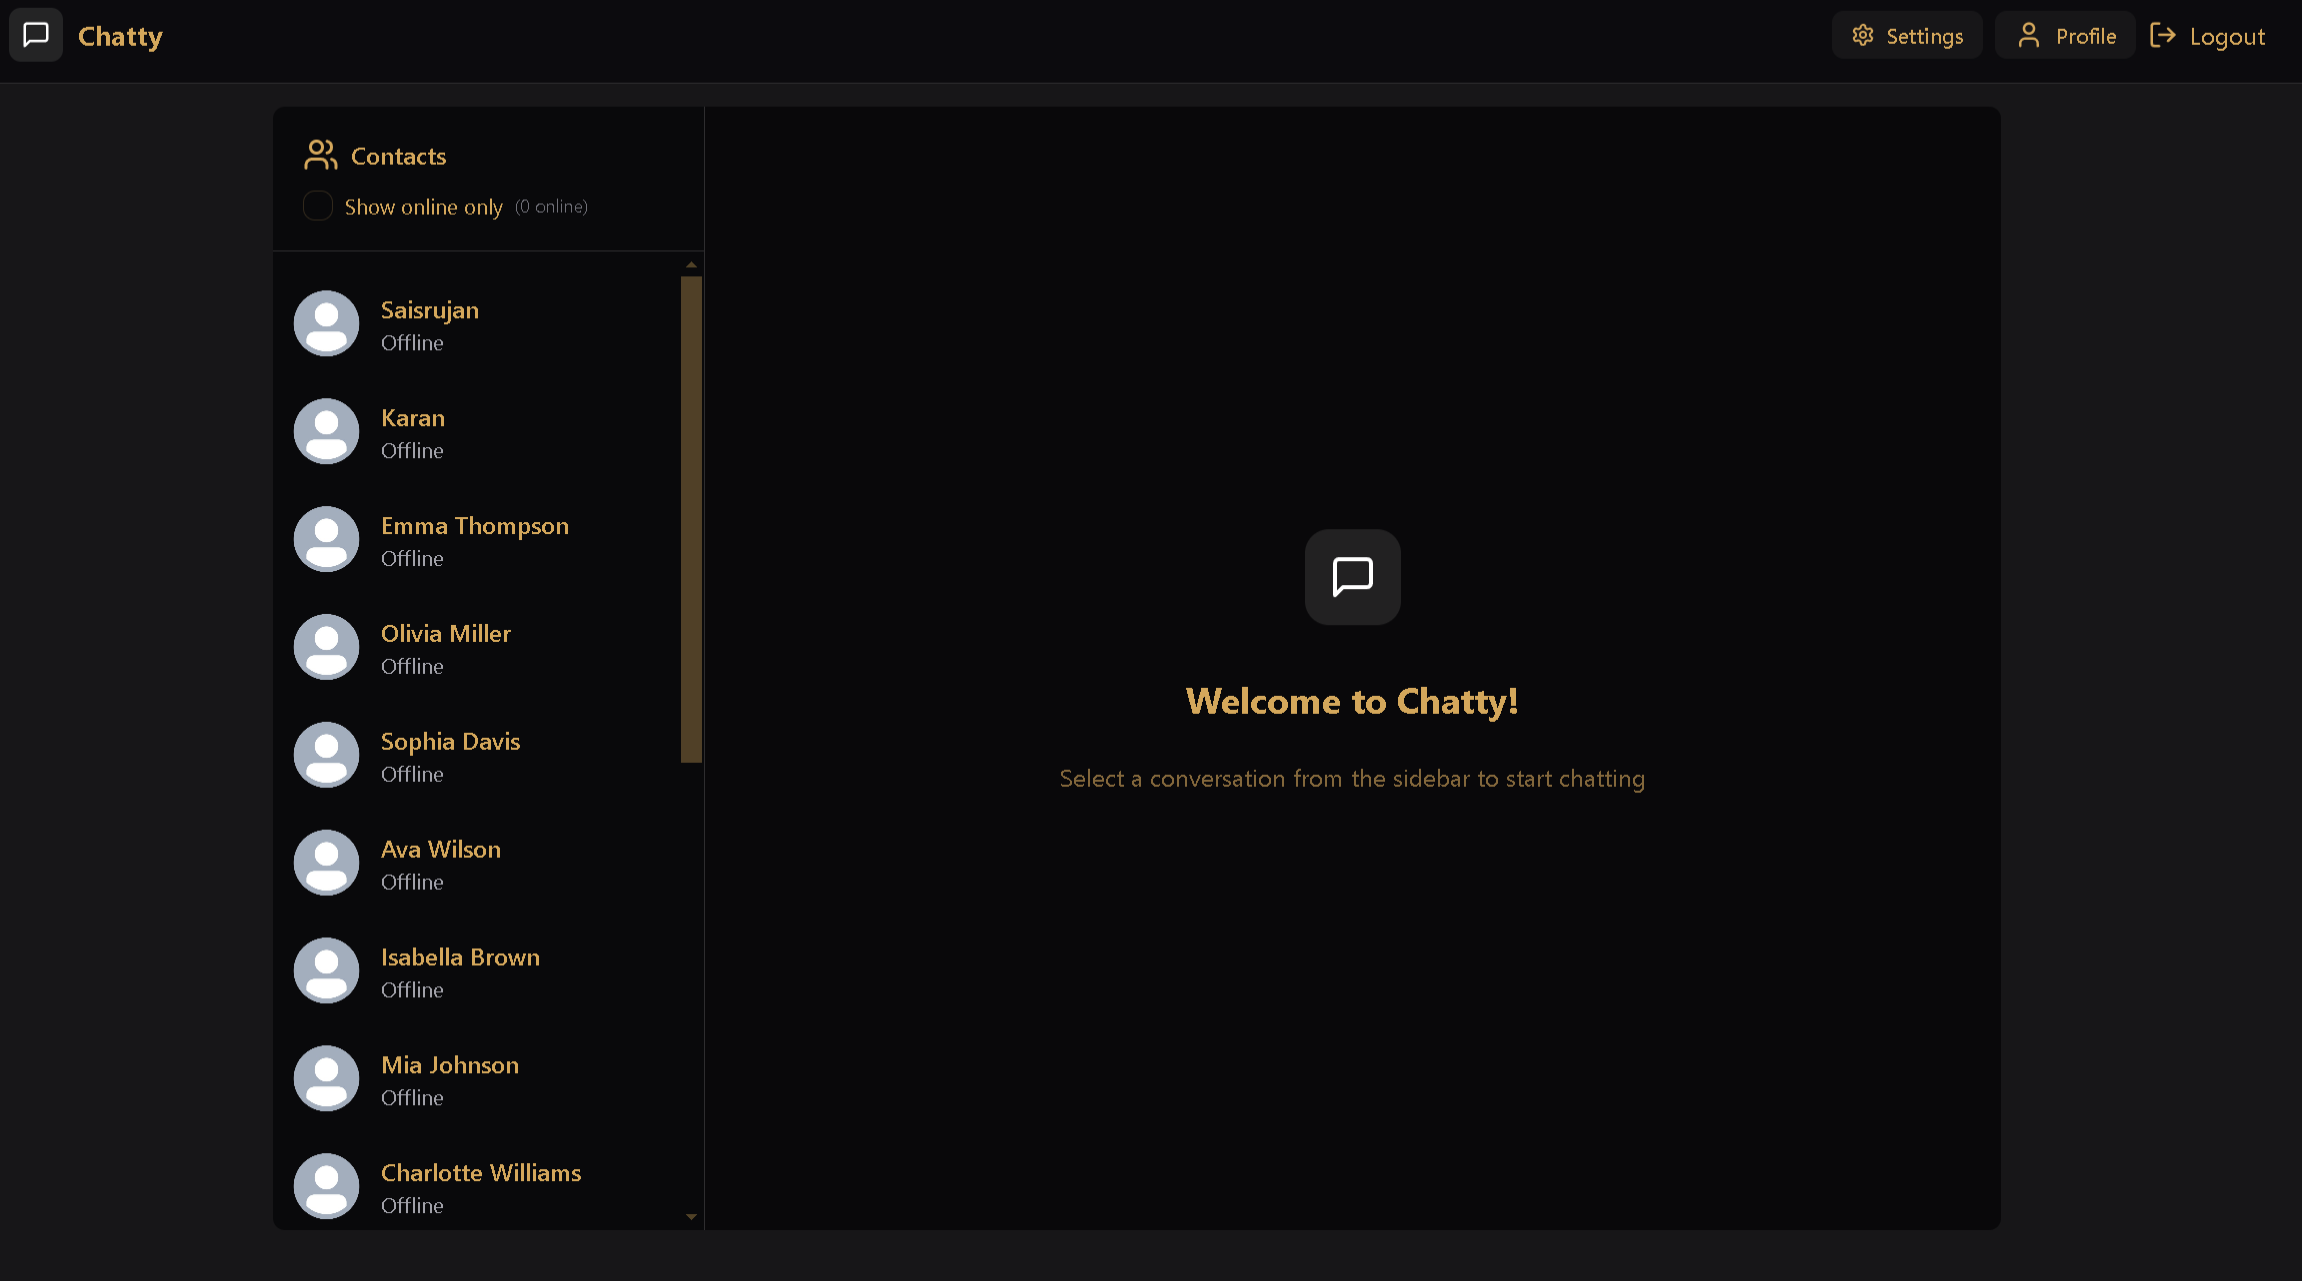 Chatty
Settings
Profile
Logout
Contacts
Show online only (0 online)
Saisrujan
Offline
Karan
Offline
Emma Thompson
Offline
Olivia Miller
Offline
Sophia Davis
Offline
Ava Wilson
Offline
Isabella Brown
Offline
Mia Johnson
Offline
Charlotte Williams
Offline
Welcome to Chatty!
Select a conversation from the sidebar to start chatting